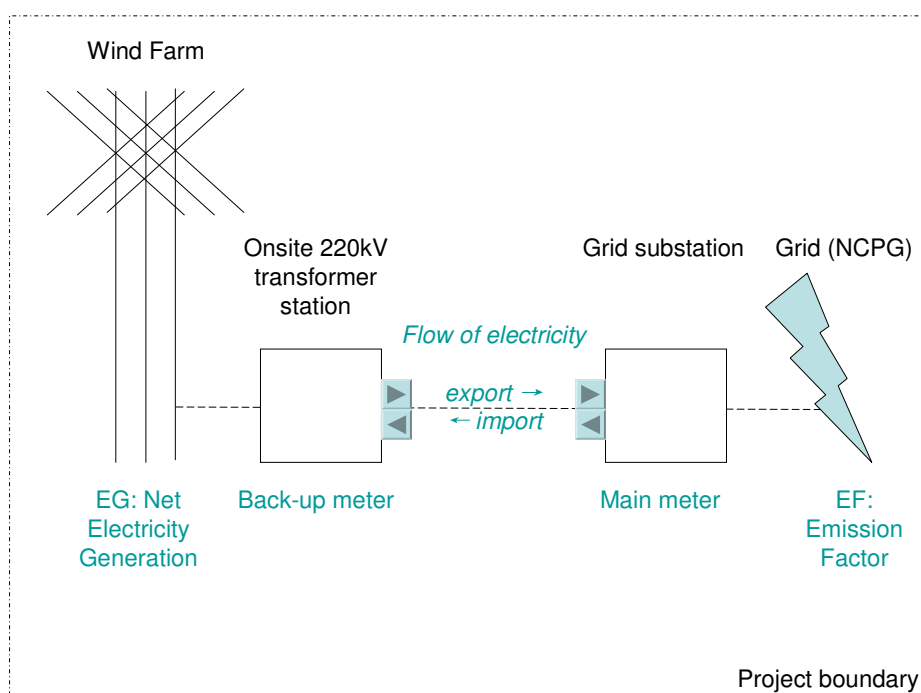 Wind Farm
Onsite 220kV
transformer
station
Grid substation
Grid (NCPG)
Flow of electricity
export →
← import
EG: Net
Electricity
Generation
Back-up meter
Main meter
EF:
Emission
Factor
Project boundary